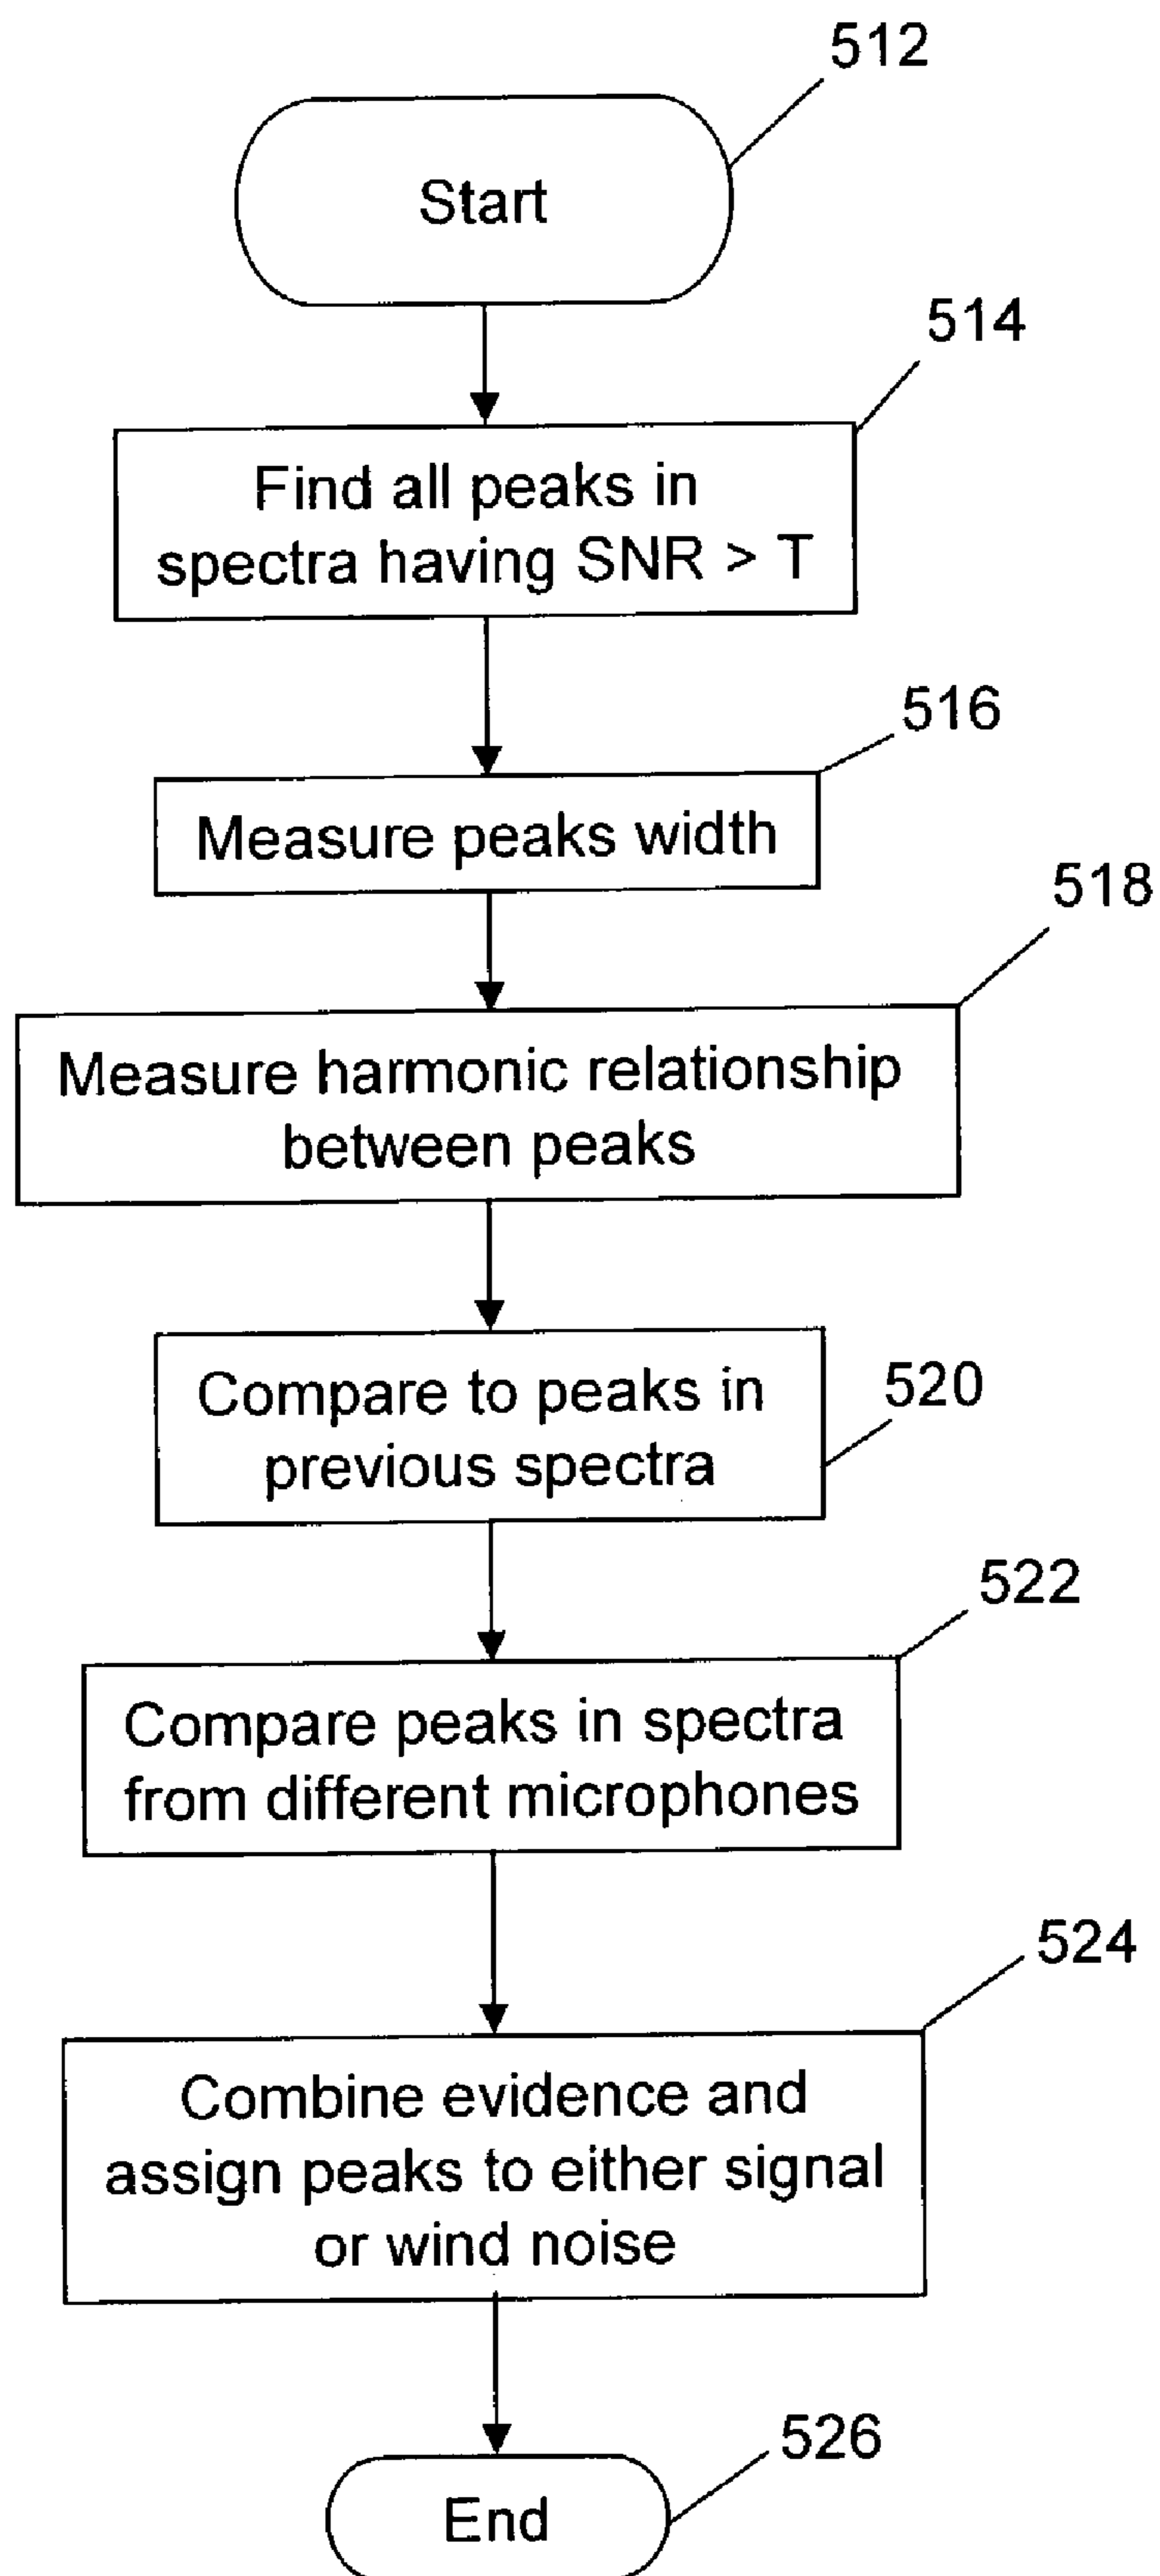 512
Start
514
Find all peaks in
spectra having SNR > T
516
Measure peaks width
518
Measure harmonic relationship
between peaks
520
Compare to peaks in
previous spectra
522
Compare peaks in spectra
from different microphones
524
Combine evidence and
assign peaks to either signal
or wind noise
526
End